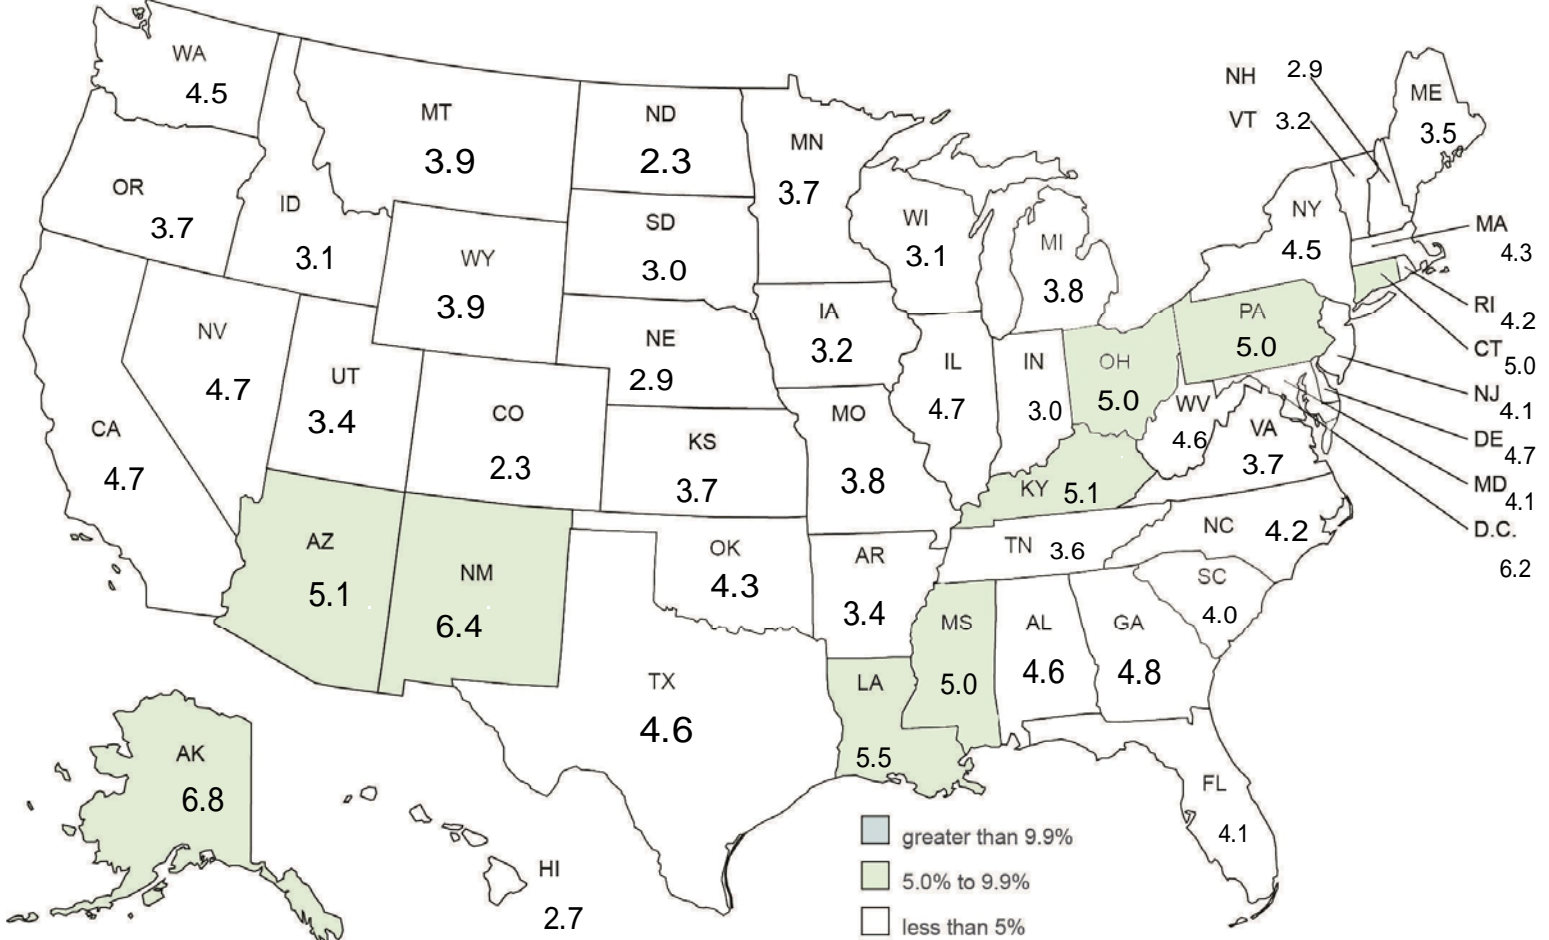 WA
4.5
MT
3.9
ND
2.3
MN
3.7
OR
3.7
ID
3.1
WY
3.9
SD
3.0
WI
3.1
MI
3.8
NH 2.9
VT 3.2
ME
3.5
NY
4.5
MA
4.3
RI
4.2
CT
5.0
NJ
4.1
DE
4.7
MD
4.1
D.C.
6.2
CA
4.7
NV
4.7
UT
3.4
CO
2.3
NE
2.9
KS
3.7
IA
3.2
MO
3.8
IL
4.7
IN
3.0
OH
5.0
PA
5.0
WV
4.6
VA
3.7
KY 5.1
NC 4.2
TN 3.6
SC
4.0
AZ
5.1
NM
6.4
OK
4.3
AR
3.4
MS
5.0
AL
4.6
GA
4.8
TX
4.6
LA
5.5
FL
4.1
AK
6.8
HI
2.7
greater than 9.9%
5.0% to 9.9%
less than 5%